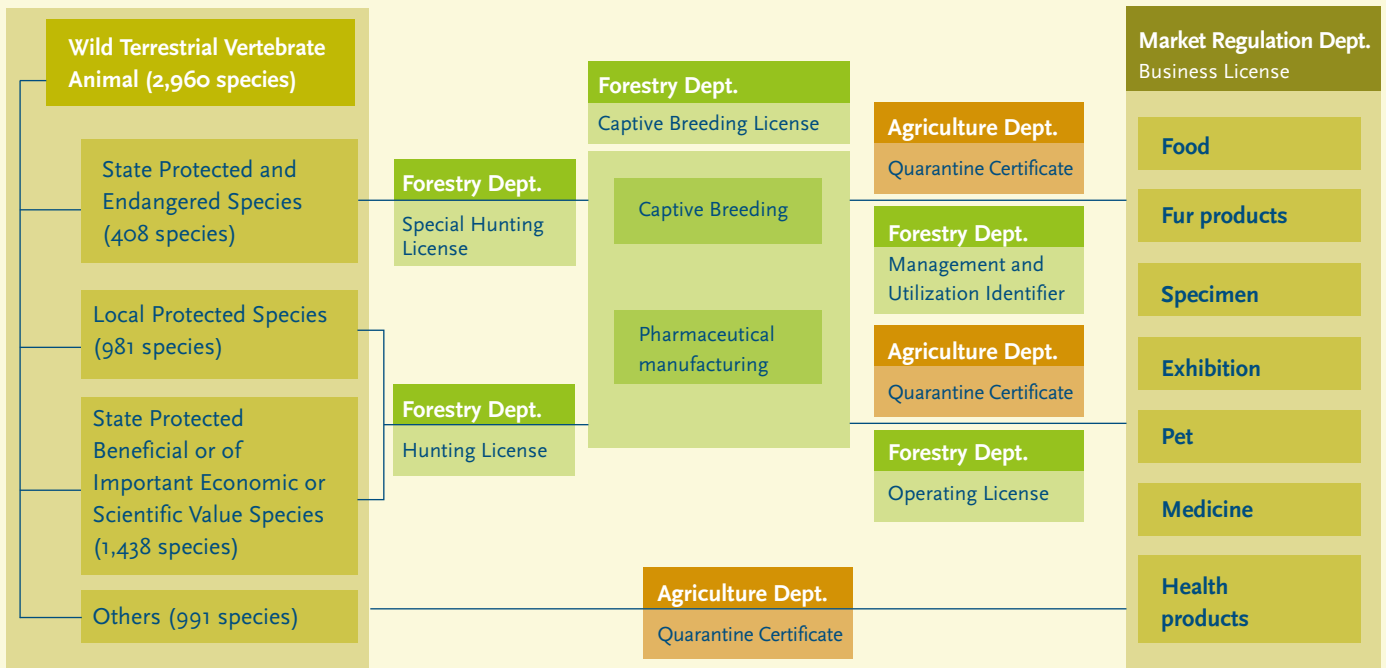 Wild Terrestrial Vertebrate
Animal (2,960 species)
State Protected and
Endangered Species
(408 species)
Local Protected Species
(981 species)
State Protected
Beneficial or of
Important Economic or
Scientific Value Species
(1,438 species)
Others (991 species)
Forestry Dept.
Special Hunting
License
Forestry Dept.
Hunting License
Forestry Dept.
Captive Breeding License
Captive Breeding
Pharmaceutical
manufacturing
Agriculture Dept.
Quarantine Certificate
Forestry Dept.
Management and
Utilization Identifier
Agriculture Dept.
Quarantine Certificate
Forestry Dept.
Operating License
Agriculture Dept.
Quarantine Certificate
Market Regulation Dept.
Business License
Food
Fur products
Specimen
Exhibition
Pet
Medicine
Health
products